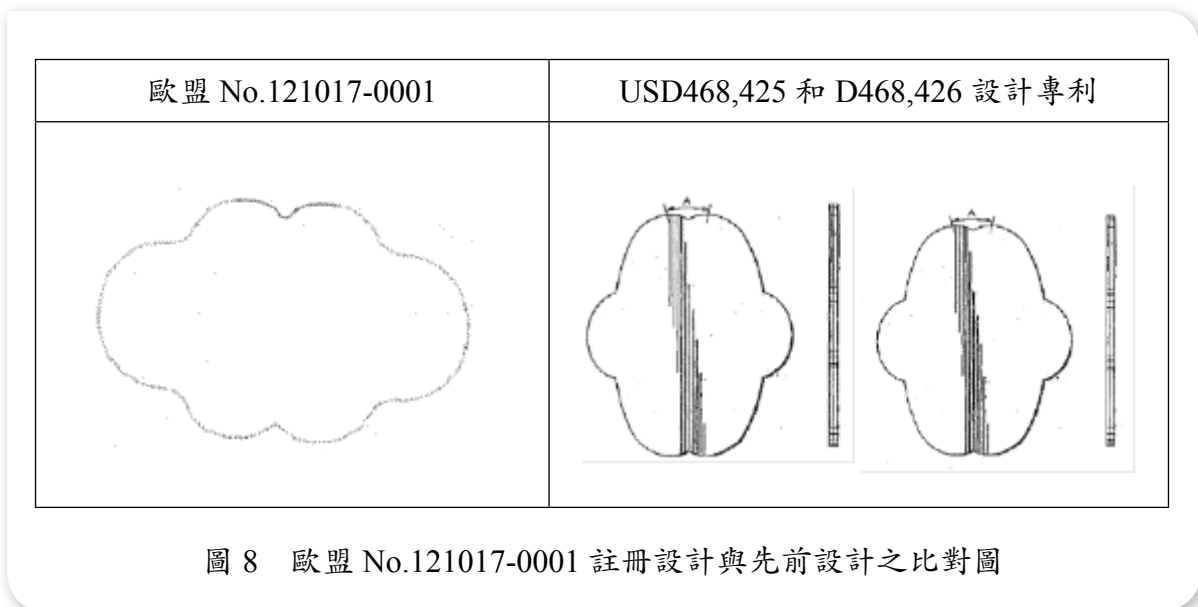 歐盟 No.121017-0001
USD468,425 和 D468,426 設計專利
A
A
圖 8 歐盟 No.121017-0001 註冊設計與先前設計之比對圖